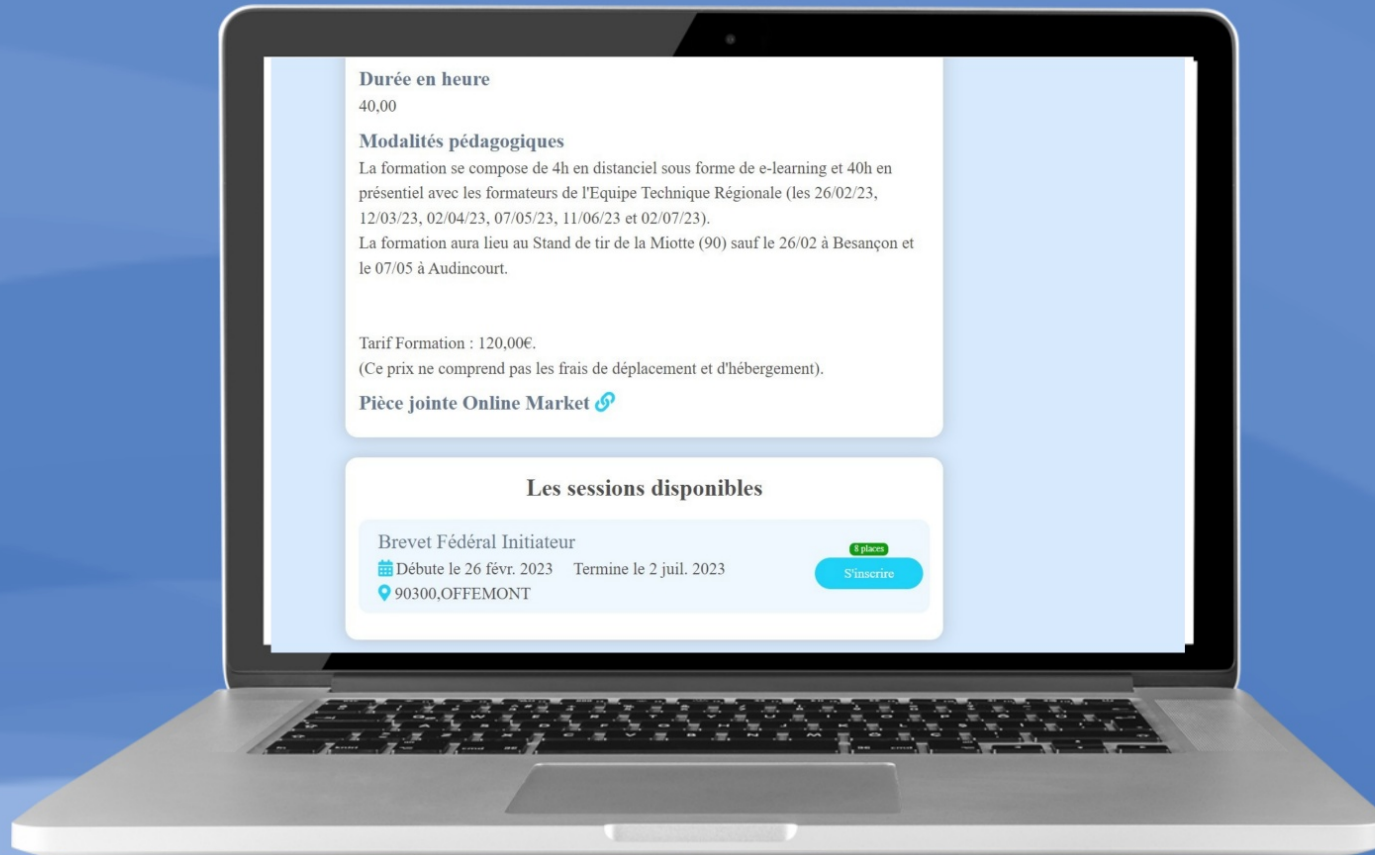 Durée en heure
40,00
Modalités pédagogiques
La formation se compose de 4h en distanciel sous forme de e-learning et 40h en
présentiel avec les formateurs de l'Equipe Technique Régionale (les 26/02/23,
12/03/23, 02/04/23, 07/05/23, 11/06/23 et 02/07/23).
La formation aura lieu au Stand de tir de la Miotte (90) sauf le 26/02 à Besançon et
le 07/05 à Audincourt.
Tarif Formation : 120,00€.
(Ce prix ne comprend pas les frais de déplacement et d'hébergement).
Pièce jointe Online Market
Les sessions disponibles
Brevet Fédéral Initiateur
8 places
Débute le 26 févr. 2023 Termine le 2 juil. 2023
S'inscrire
90300,OFFEMONT